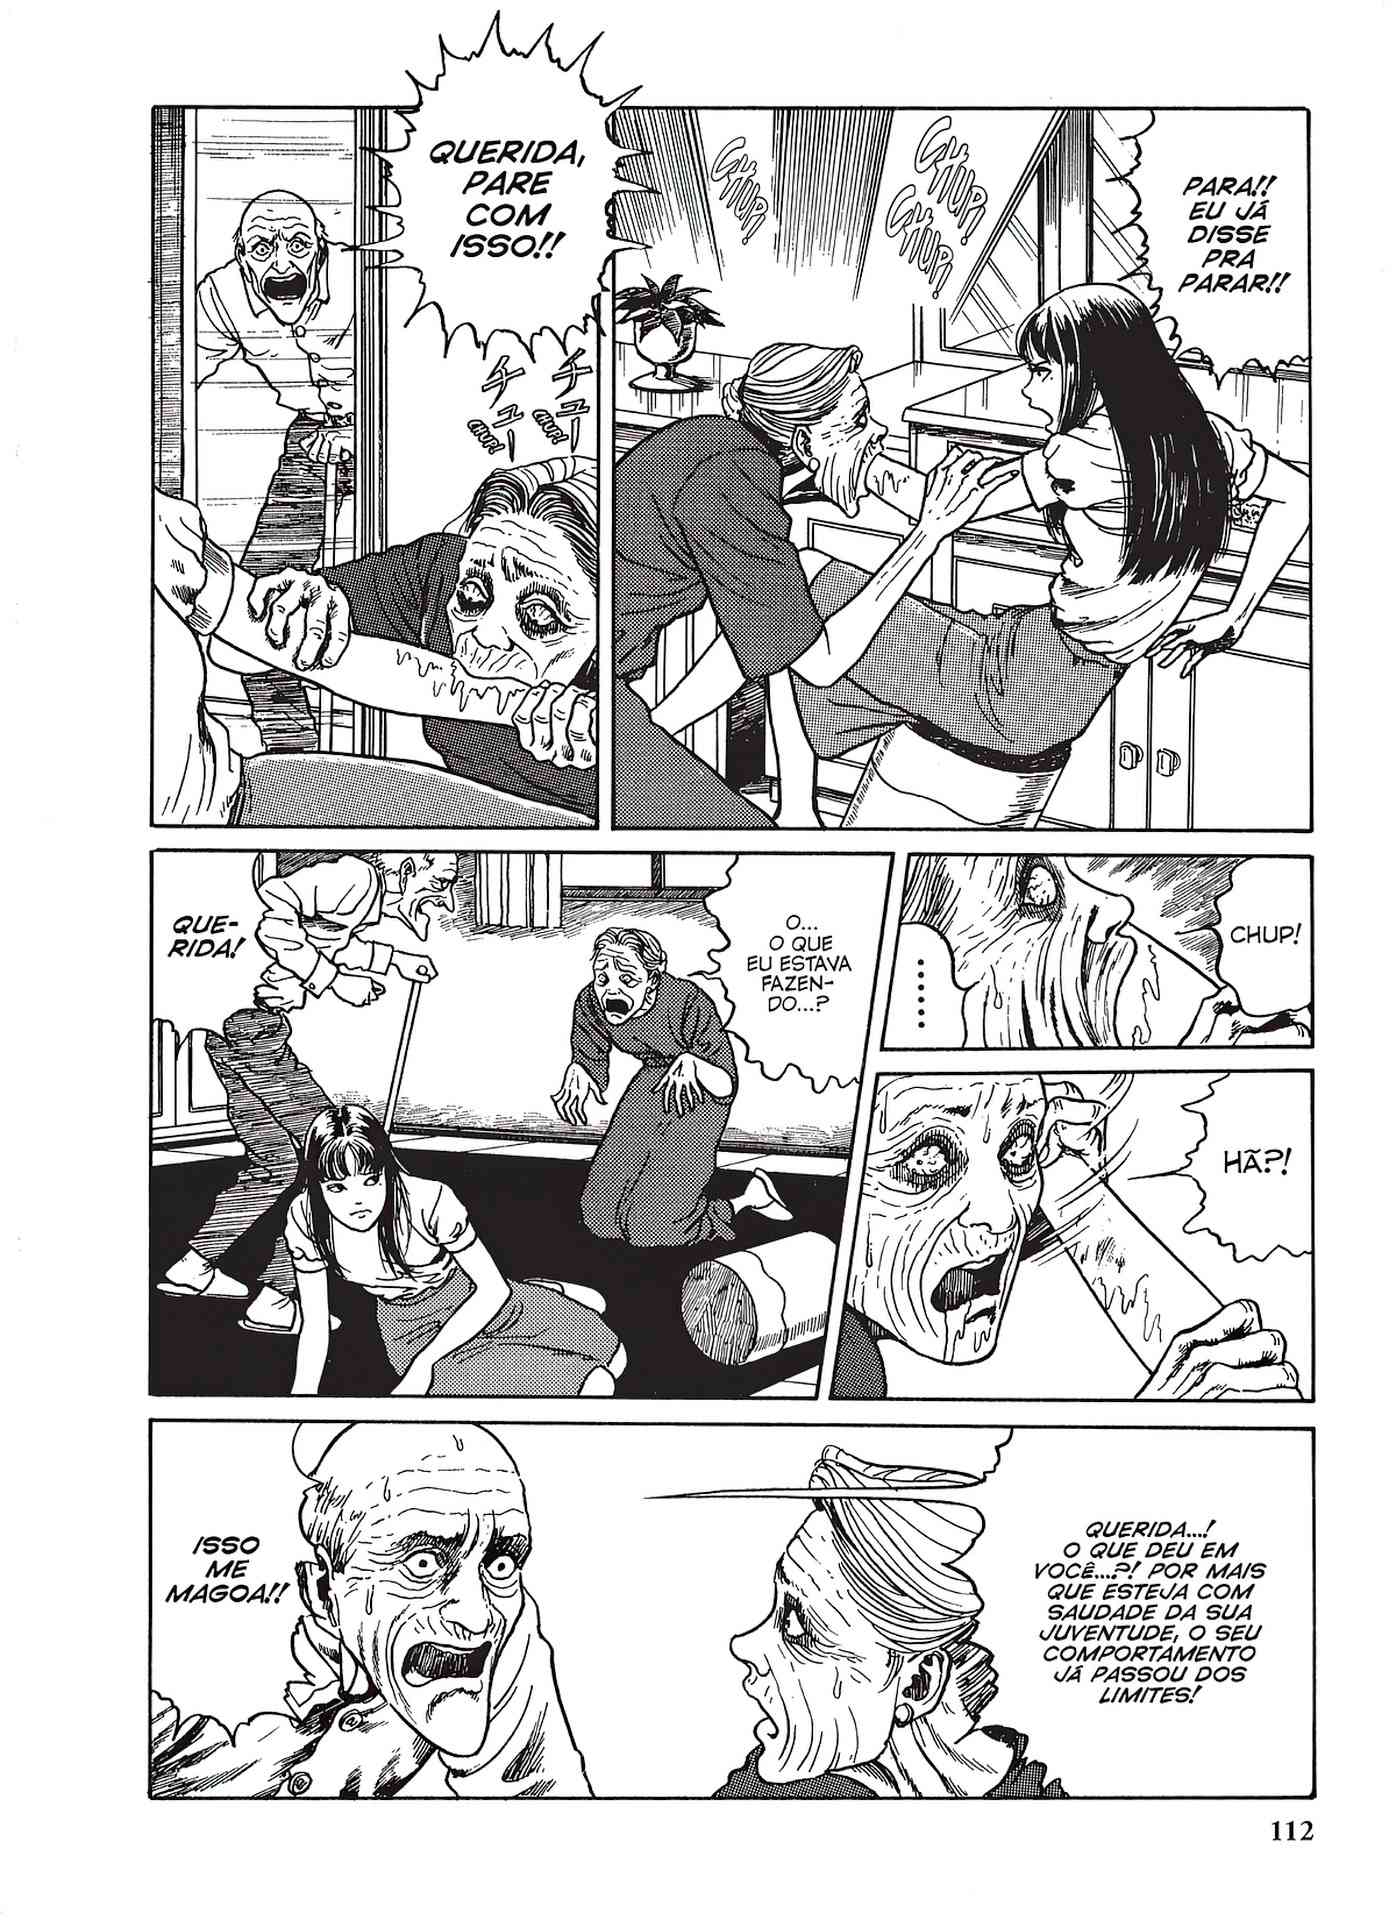 PARA!!
EU JÁ
DISSE
PRA
PARAR!!
CHUP!
CHUP!
CHUP!
CHUP!
QUERIDA,
PARE
COM
ISSO!!
チュー
CHUP!
チュー
CHUP!
CHUP!
......
HÃ?!
O...
O QUE
EU ESTAVA
FAZEN-
DO...?
QUE-
RIDA!
QUERIDA...!
O QUE DEU EM
VOCÊ...?! POR MAIS
QUE ESTEJA COM
SAUDADE DA SUA
JUVENTUDE, O SEU
COMPORTAMENTO
JÁ PASSOU DOS
LIMITES!
ISSO
ME
MAGOA!!
112